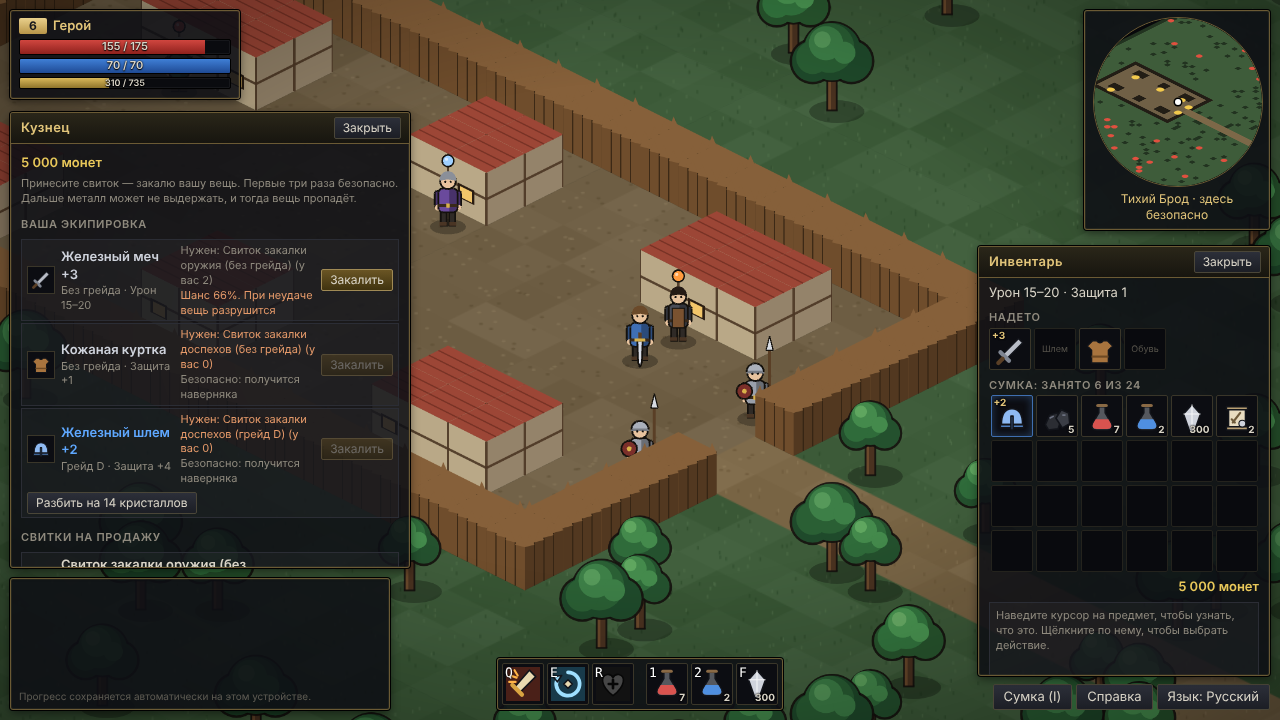 6 Герой
155 / 175
70 / 70
310 / 735
Кузнец
Закрыть
5 000 монет
Принесите свиток — закалю вашу вещь. Первые три раза безопасно.
Дальше металл может не выдержать, и тогда вещь пропадёт.
ВАША ЭКИПИРОВКА
Железный меч
+3
Без грейда · Урон
15–20
Нужен: Свиток закалки
оружия (без грейда) (у
вас 2)
Шанс 66%. При неудаче
вещь разрушится
Закалить
Кожаная куртка
Без грейда · Защита
+1
Нужен: Свиток закалки
доспехов (без грейда) (у
вас 0)
Безопасно: получится
наверняка
Закалить
Железный шлем
+2
Грейд D · Защита +4
Нужен: Свиток закалки
доспехов (грейд D) (у
вас 0)
Безопасно: получится
наверняка
Закалить
Разбить на 14 кристаллов
СВИТКИ НА ПРОДАЖУ
Свиток закалки оружия (без
Прогресс сохраняется автоматически на этом устройстве.
Q
E
R
1
7
2
2
F
300
Тихий Брод · здесь
безопасно
Инвентарь
Закрыть
Урон 15–20 · Защита 1
НАДЕТО
+3
Шлем
Обувь
СУМКА: ЗАНЯТО 6 ИЗ 24
+2
5
7
2
300
2
5 000 монет
Наведите курсор на предмет, чтобы узнать,
что это. Щёлкните по нему, чтобы выбрать
действие.
Сумка (I)
Справка
Язык: Русский